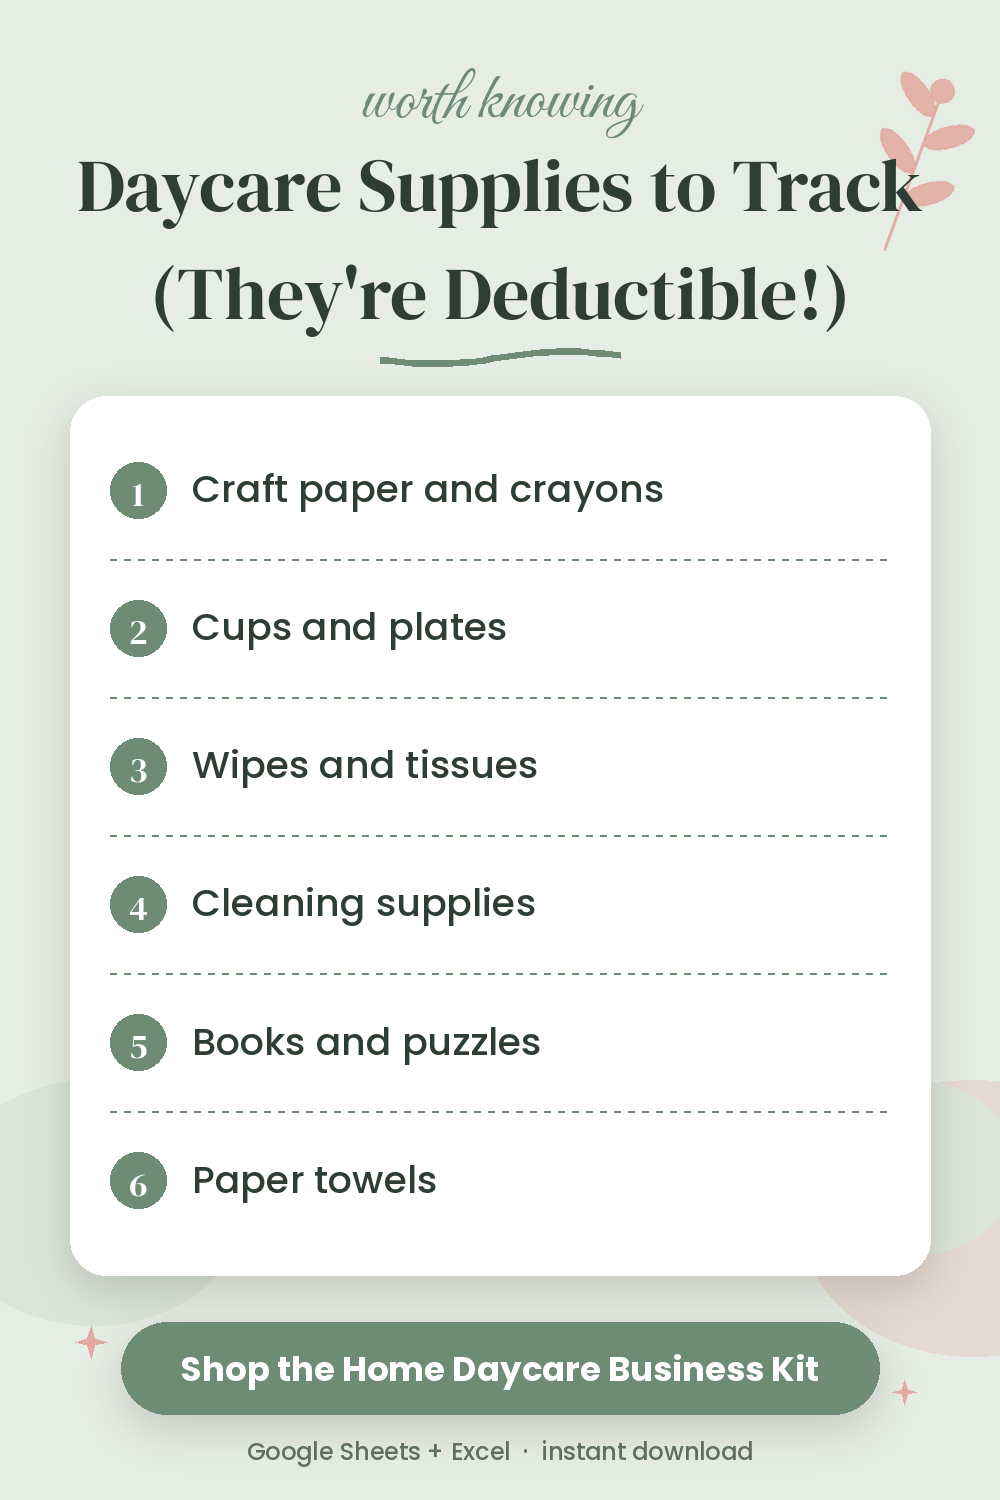 worth knowing
Daycare Supplies to Track
(They're Deductible!)
1 Craft paper and crayons
2 Cups and plates
3 Wipes and tissues
4 Cleaning supplies
5 Books and puzzles
6 Paper towels
Shop the Home Daycare Business Kit
Google Sheets + Excel · instant download